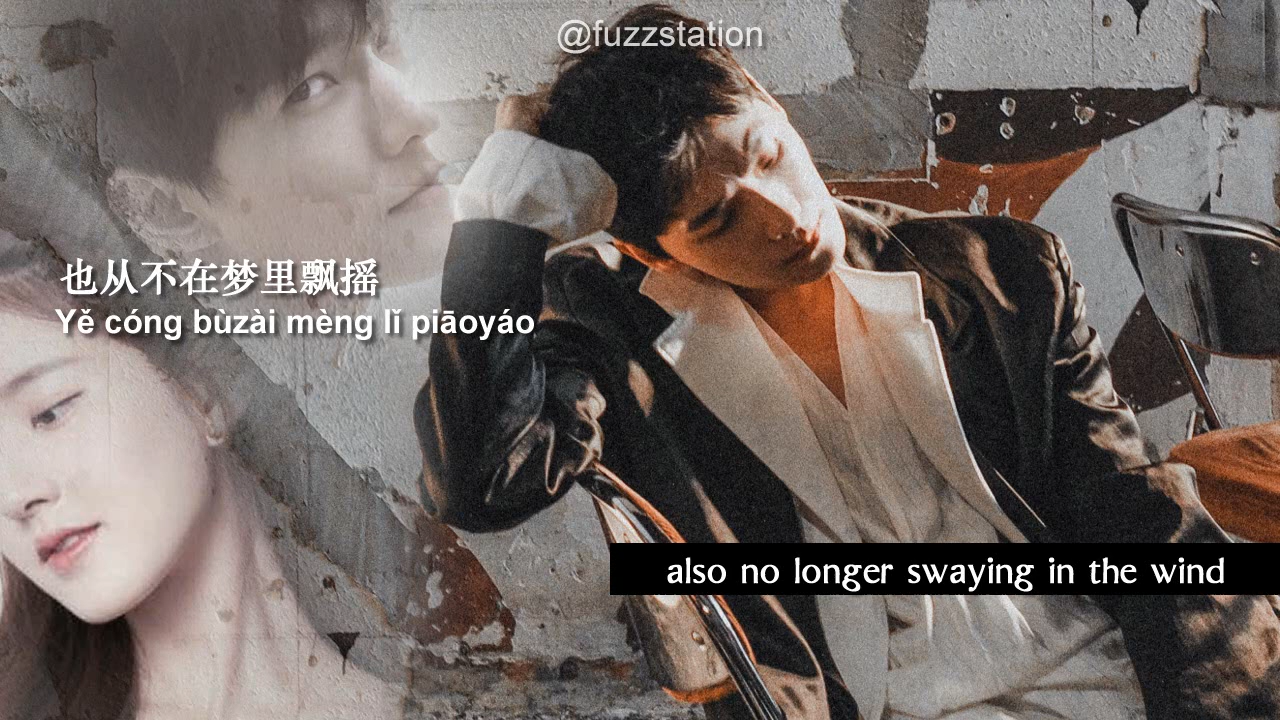 @fuzzstation
也从不在梦里飘摇
Yě cóng bùzài mèng lǐ piāoyáo
also no longer swaying in the wind